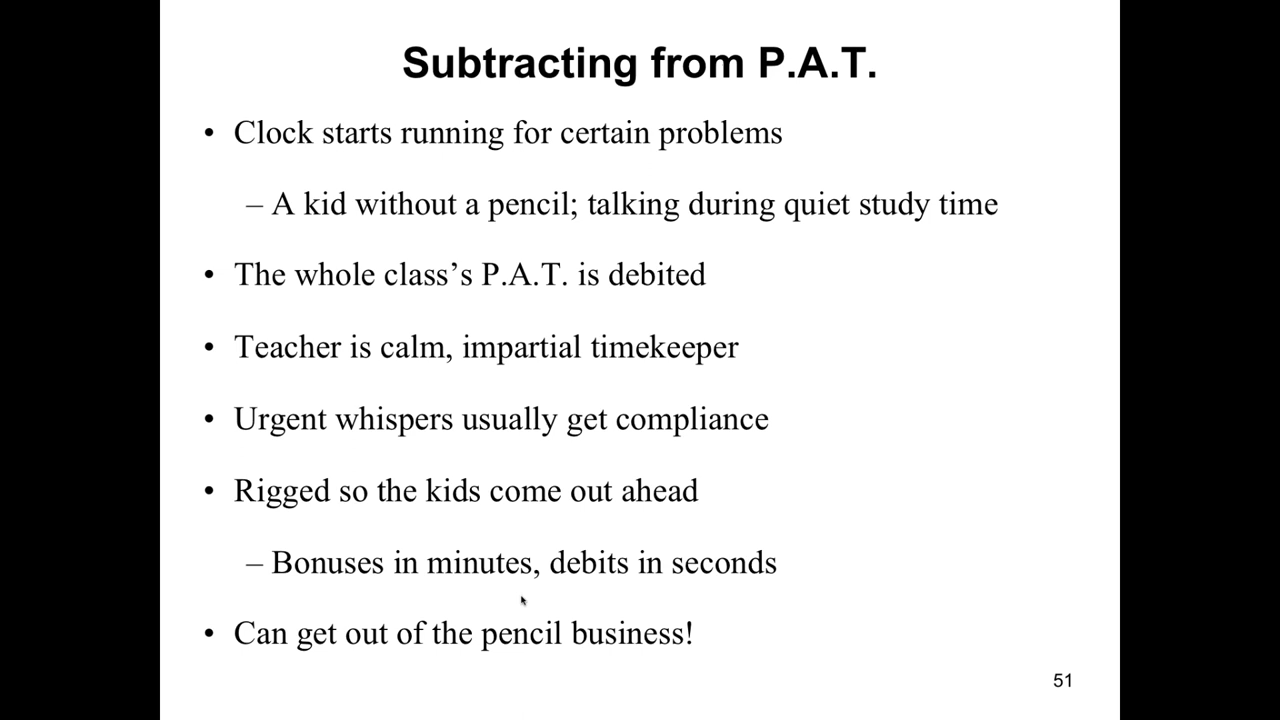 Subtracting from P.A.T.
• Clock starts running for certain problems
– A kid without a pencil; talking during quiet study time
• The whole class’s P.A.T. is debited
• Teacher is calm, impartial timekeeper
• Urgent whispers usually get compliance
• Rigged so the kids come out ahead
– Bonuses in minutes, debits in seconds
• Can get out of the pencil business!
51